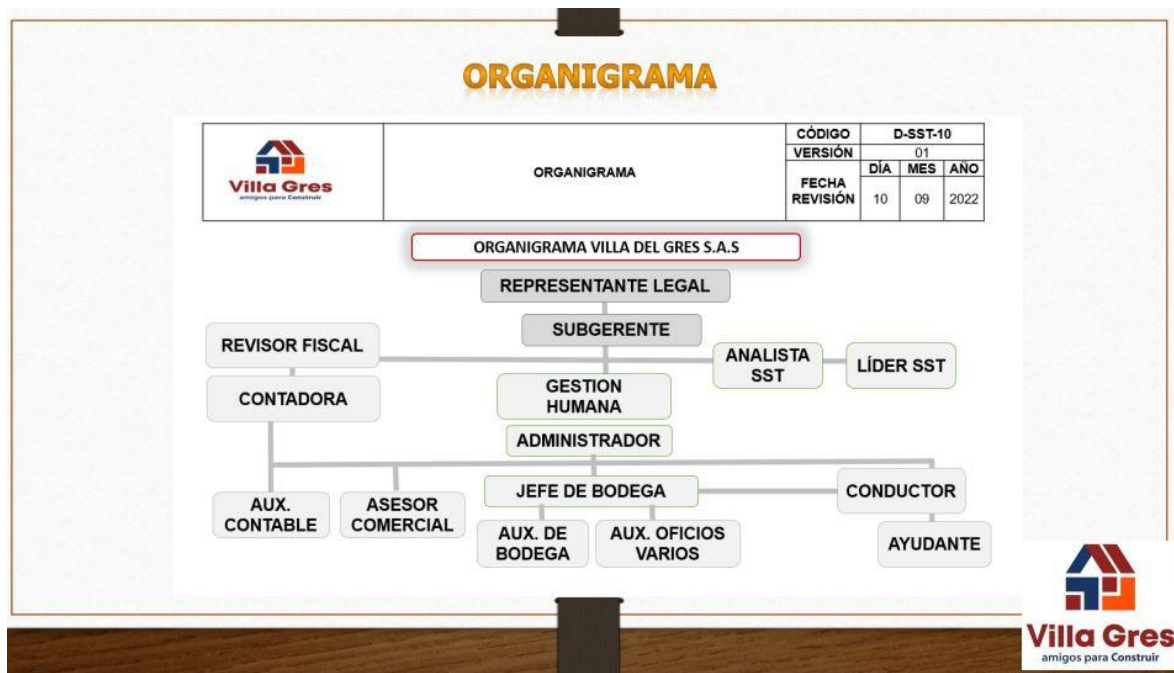 ORGANIGRAMA
Villa Gres
amigos para Construir
ORGANIGRAMA
CÓDIGO D-SST-10
VERSIÓN 01
FECHA
REVISIÓN
DÍA MES AÑO
10 09 2022
ORGANIGRAMA VILLA DEL GRES S.A.S
REPRESENTANTE LEGAL
SUBGERENTE
REVISOR FISCAL
ANALISTA
SST
LÍDER SST
CONTADORA
GESTION
HUMANA
ADMINISTRADOR
AUX.
CONTABLE
ASESOR
COMERCIAL
JEFE DE BODEGA
CONDUCTOR
AUX. DE
BODEGA
AUX. OFICIOS
VARIOS
AYUDANTE
Villa Gres
amigos para Construir